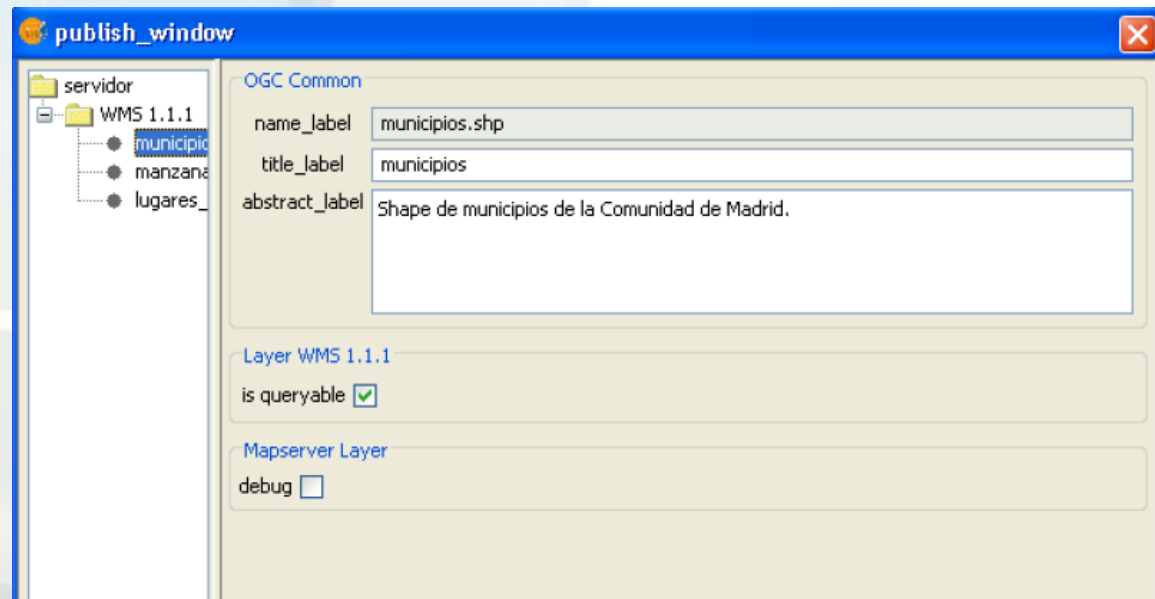 publish_window
servidor
WMS 1.1.1
municipio
manzana
lugares_
OGC Common
name_label municipios.shp
title_label municipios
abstract_label Shape de municipios de la Comunidad de Madrid.
Layer WMS 1.1.1
is queryable
Mapserver Layer
debug